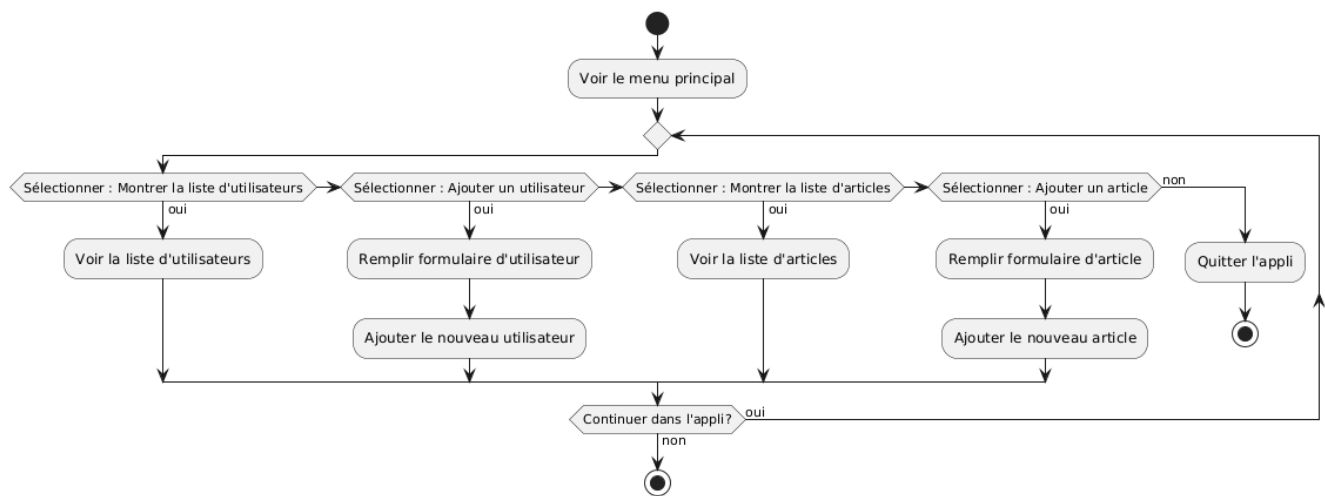 Voir le menu principal
Sélectionner : Montrer la liste d'utilisateurs
Sélectionner : Ajouter un utilisateur
Sélectionner : Montrer la liste d'articles
Sélectionner : Ajouter un article
non
oui
oui
oui
oui
Voir la liste d'utilisateurs
Remplir formulaire d'utilisateur
Voir la liste d'articles
Remplir formulaire d'article
Quitter l'appli
Ajouter le nouveau utilisateur
Ajouter le nouveau article
Continuer dans l'appli?
oui
non